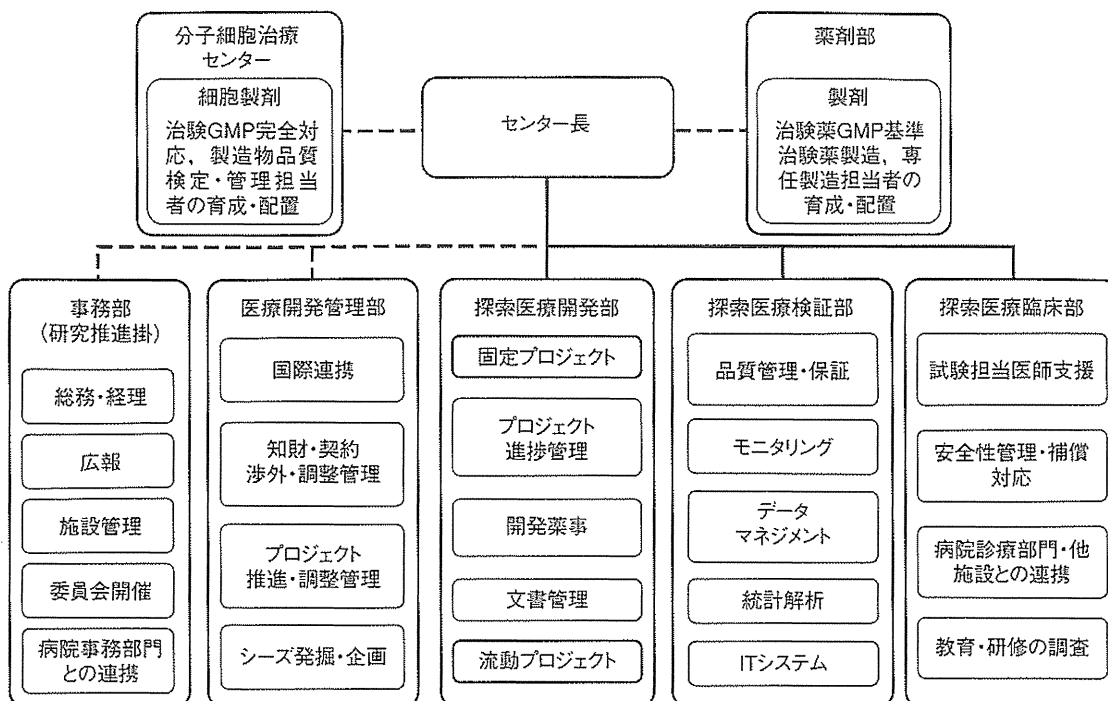 分子細胞治療
センター
細胞製剤
治験GMP完全対
応，製造物品質
検定・管理担当
者の育成・配置
センター長
薬剤部
製剤
治験薬GMP基準
治験薬製造，専
任製造担当者の
育成・配置
事務部
(研究推進掛)
総務・経理
広報
施設管理
委員会開催
病院事務部門
との連携
医療開発管理部
国際連携
知財・契約
渉外・調整管理
プロジェクト
推進・調整管理
シーズ発掘・企画
探索医療開発部
固定プロジェクト
プロジェクト
進捗管理
開発薬事
文書管理
流動プロジェクト
探索医療検証部
品質管理・保証
モニタリング
データ
マネジメント
統計解析
ITシステム
探索医療臨床部
試験担当医師支援
安全性管理・補償
対応
病院診療部門・他
施設との連携
教育・研修の調査